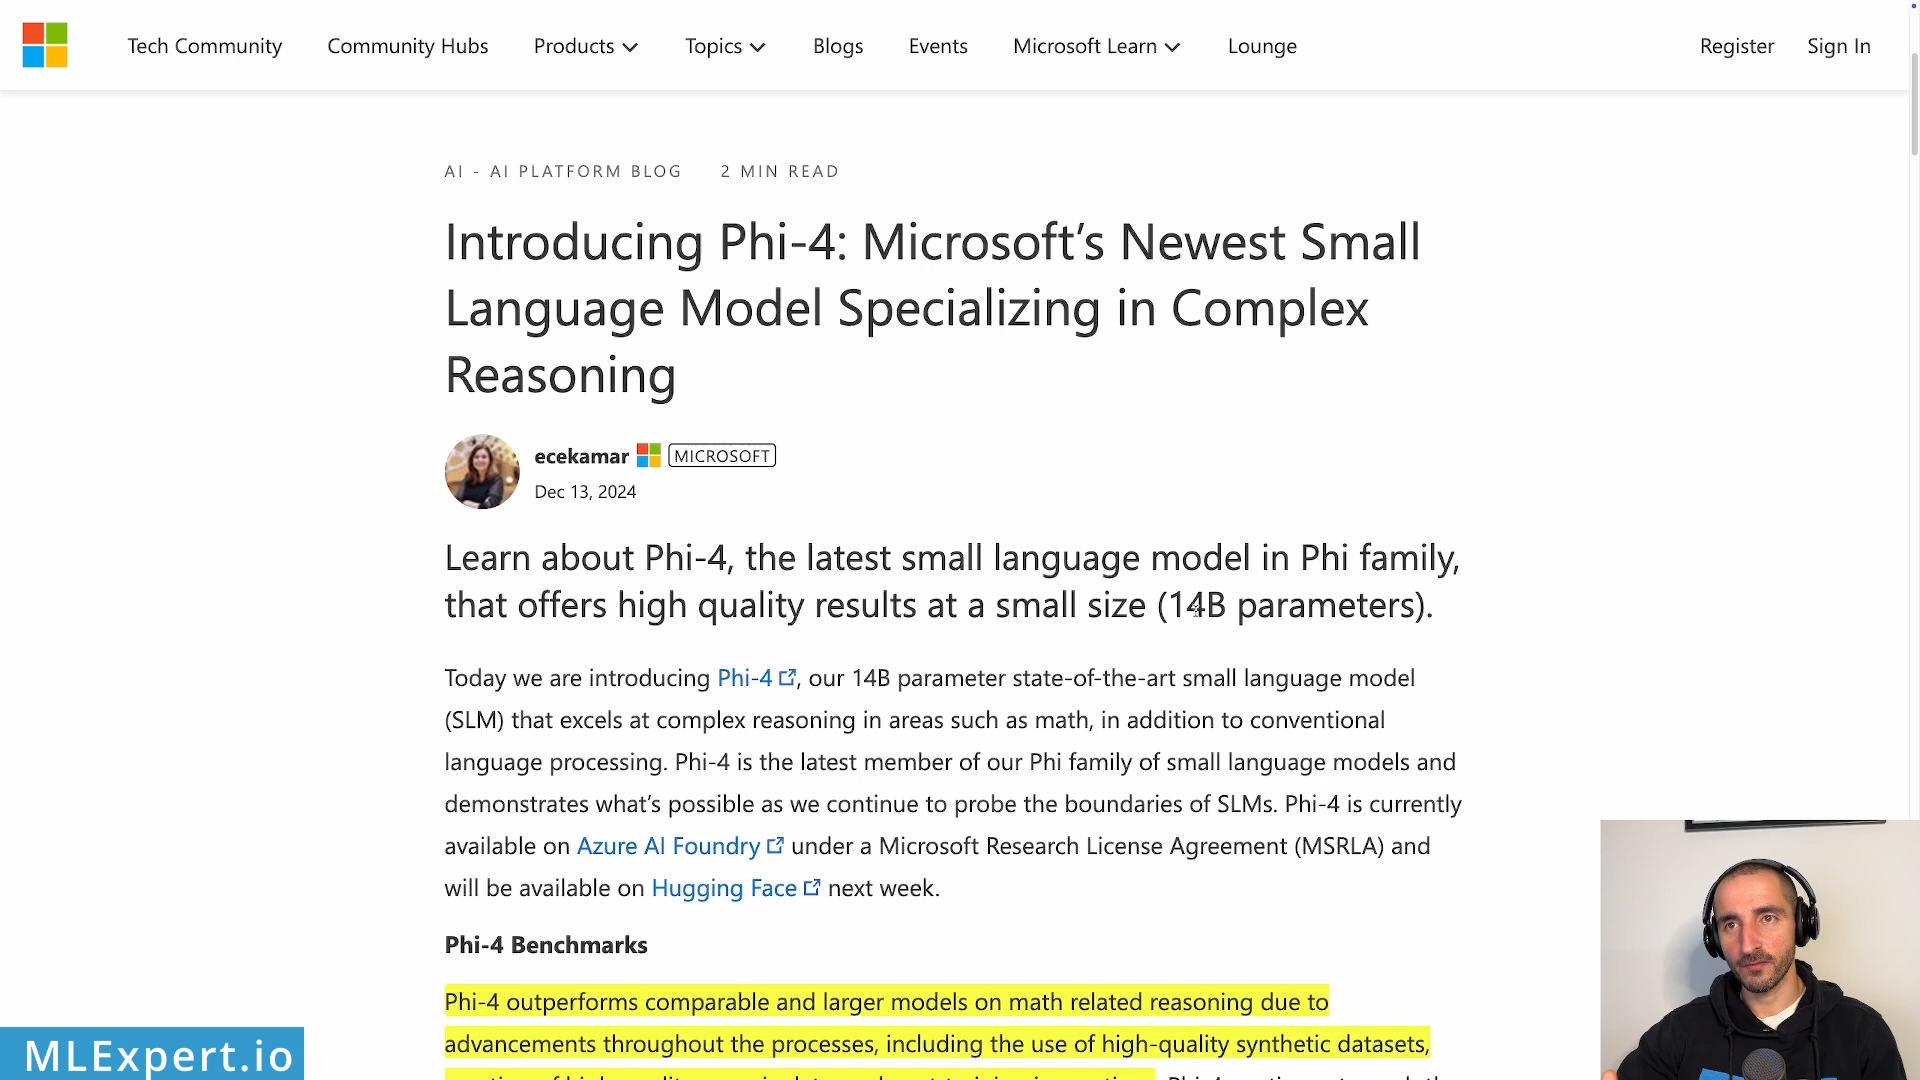 Tech Community Community Hubs Products Topics Blogs Events Microsoft Learn Lounge Register Sign In
AI - AI PLATFORM BLOG 2 MIN READ
Introducing Phi-4: Microsoft’s Newest Small
Language Model Specializing in Complex
Reasoning
ecekamar MICROSOFT
Dec 13, 2024
Learn about Phi-4, the latest small language model in Phi family,
that offers high quality results at a small size (14B parameters).
Today we are introducing Phi-4, our 14B parameter state-of-the-art small language model
(SLM) that excels at complex reasoning in areas such as math, in addition to conventional
language processing. Phi-4 is the latest member of our Phi family of small language models and
demonstrates what’s possible as we continue to probe the boundaries of SLMs. Phi-4 is currently
available on Azure AI Foundry under a Microsoft Research License Agreement (MSRLA) and
will be available on Hugging Face next week.
Phi-4 Benchmarks
Phi-4 outperforms comparable and larger models on math related reasoning due to
advancements throughout the processes, including the use of high-quality synthetic datasets,
MLExpert.io